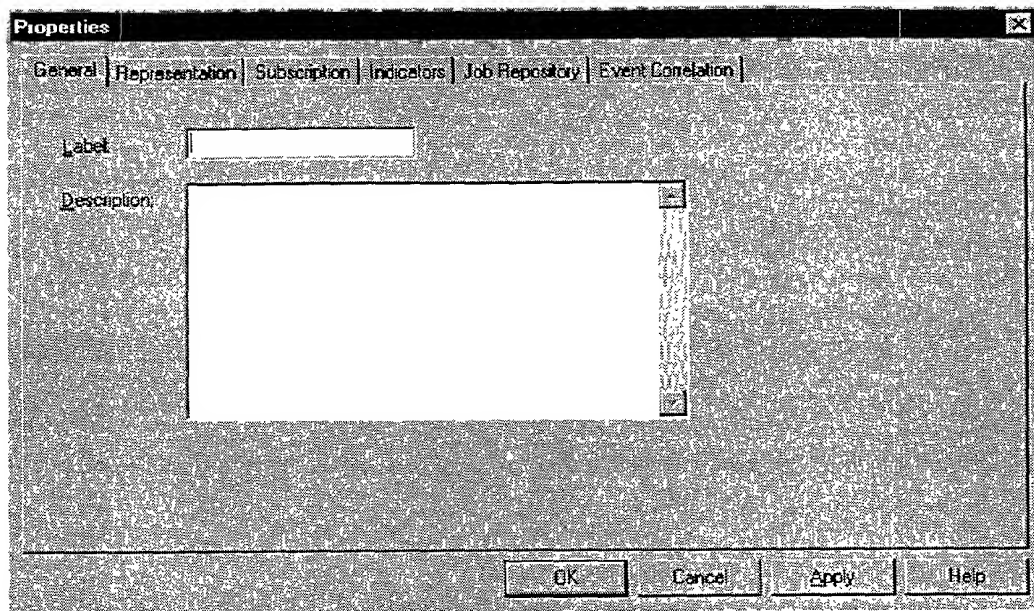 Properties
General Representation Subscription Indicators Job Repository Event Correlation
Label:
Description:
OK Cancel Apply Help